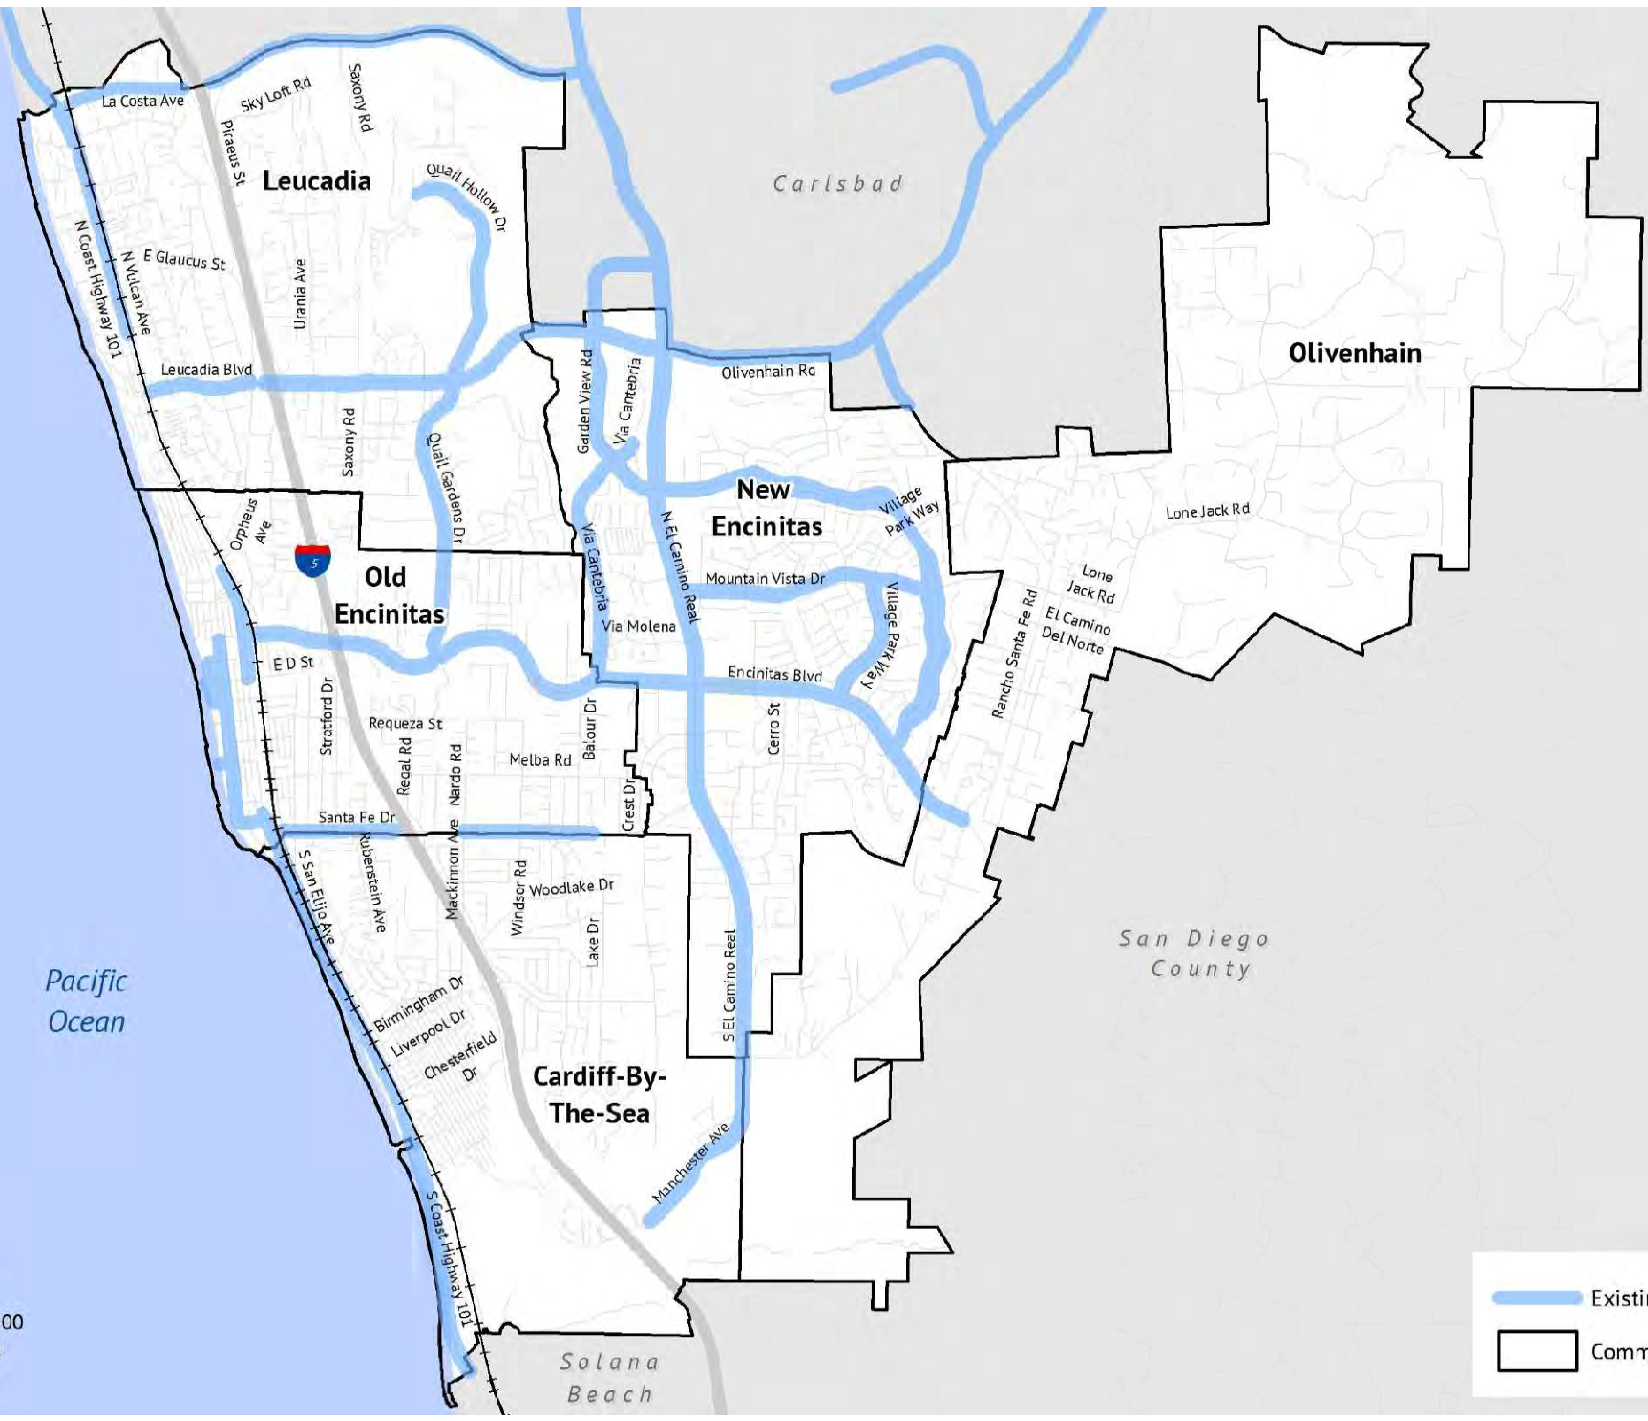 La Costa Ave
Sky Loft Rd
Saxony Rd
Piraeus St
Leucadia
Quail Hollow Dr
Carlsbad
N Coast Highway 101
N Vulcan Ave
E Glaucus St
Urania Ave
Leucadia Blvd
Saxony Rd
Quail Gardens Dr
Garden View Rd
Via Cantebria
Olivenhain
Olivenhain
New
Encinitas
Village
Park Way
Lone Jack Rd
Orpheus
Ave
5
Old
Encinitas
Via Cantebria
N El Camino Real
Mountain Vista Dr
Village Park Way
Lone
Jack Rd
El Camino
Del Norte
Rancho Santa Fe Rd
Via Molena
E D St
Encinitas Blvd
Stratford Dr
Requeza St
Regal Rd
Nardo Rd
Melba Rd
Balour Dr
Crest Dr
Cerro St
Santa Fe Dr
S San Elijo Ave
Rubenstein Ave
Mackinnon Ave
Windsor Rd
Woodlake Dr
Lake Dr
S El Camino Real
San Diego
County
Pacific
Ocean
Birmingham Dr
Liverpool Dr
Chesterfield
Dr
Cardiff-By-
The-Sea
Manchester Ave
S Coast Highway 101
Solana
Beach
00
Existi
Com